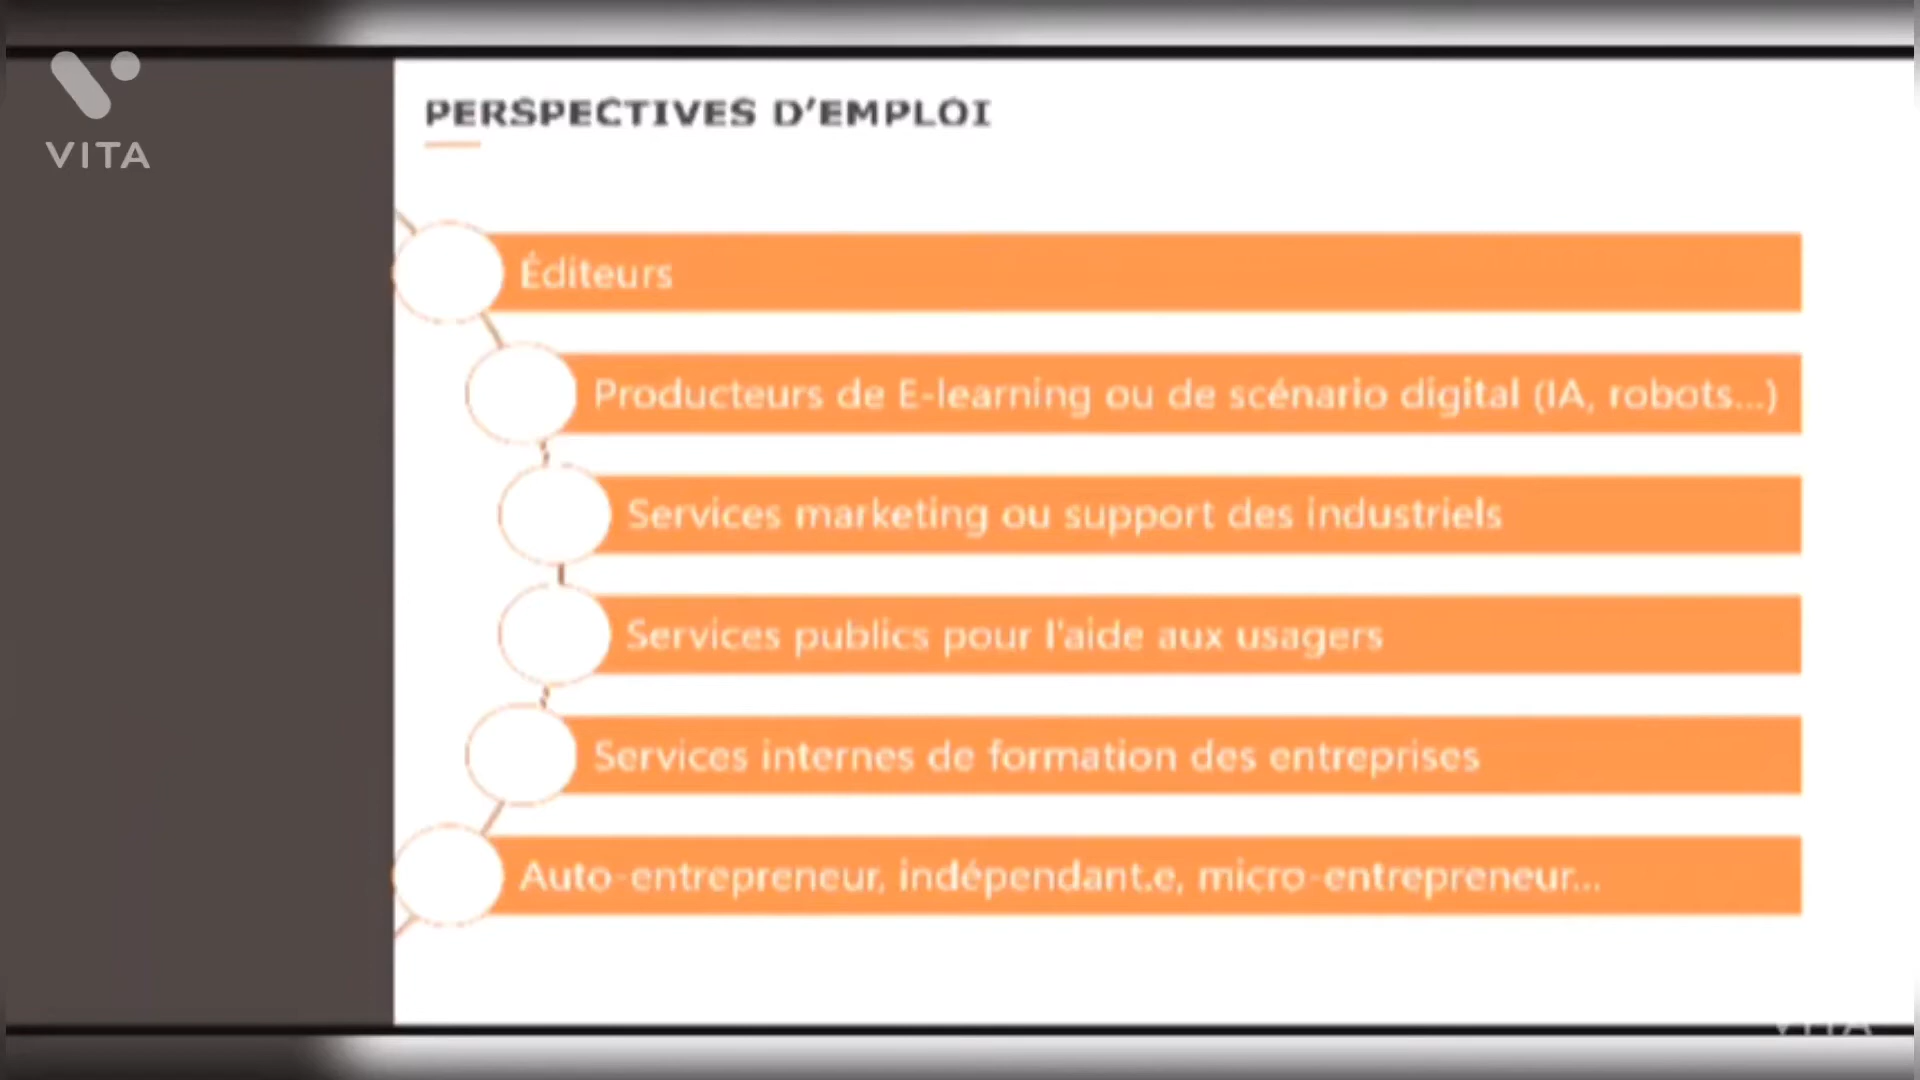 VITA
PERSPECTIVES D'EMPLOI
Éditeurs
Producteurs de E-learning ou de scénario digital (IA, robots...)
Services marketing ou support des industriels
Services publics pour l'aide aux usagers
Services internes de formation des entreprises
Auto-entrepreneur, indépendant.e, micro-entrepreneur...
VITA